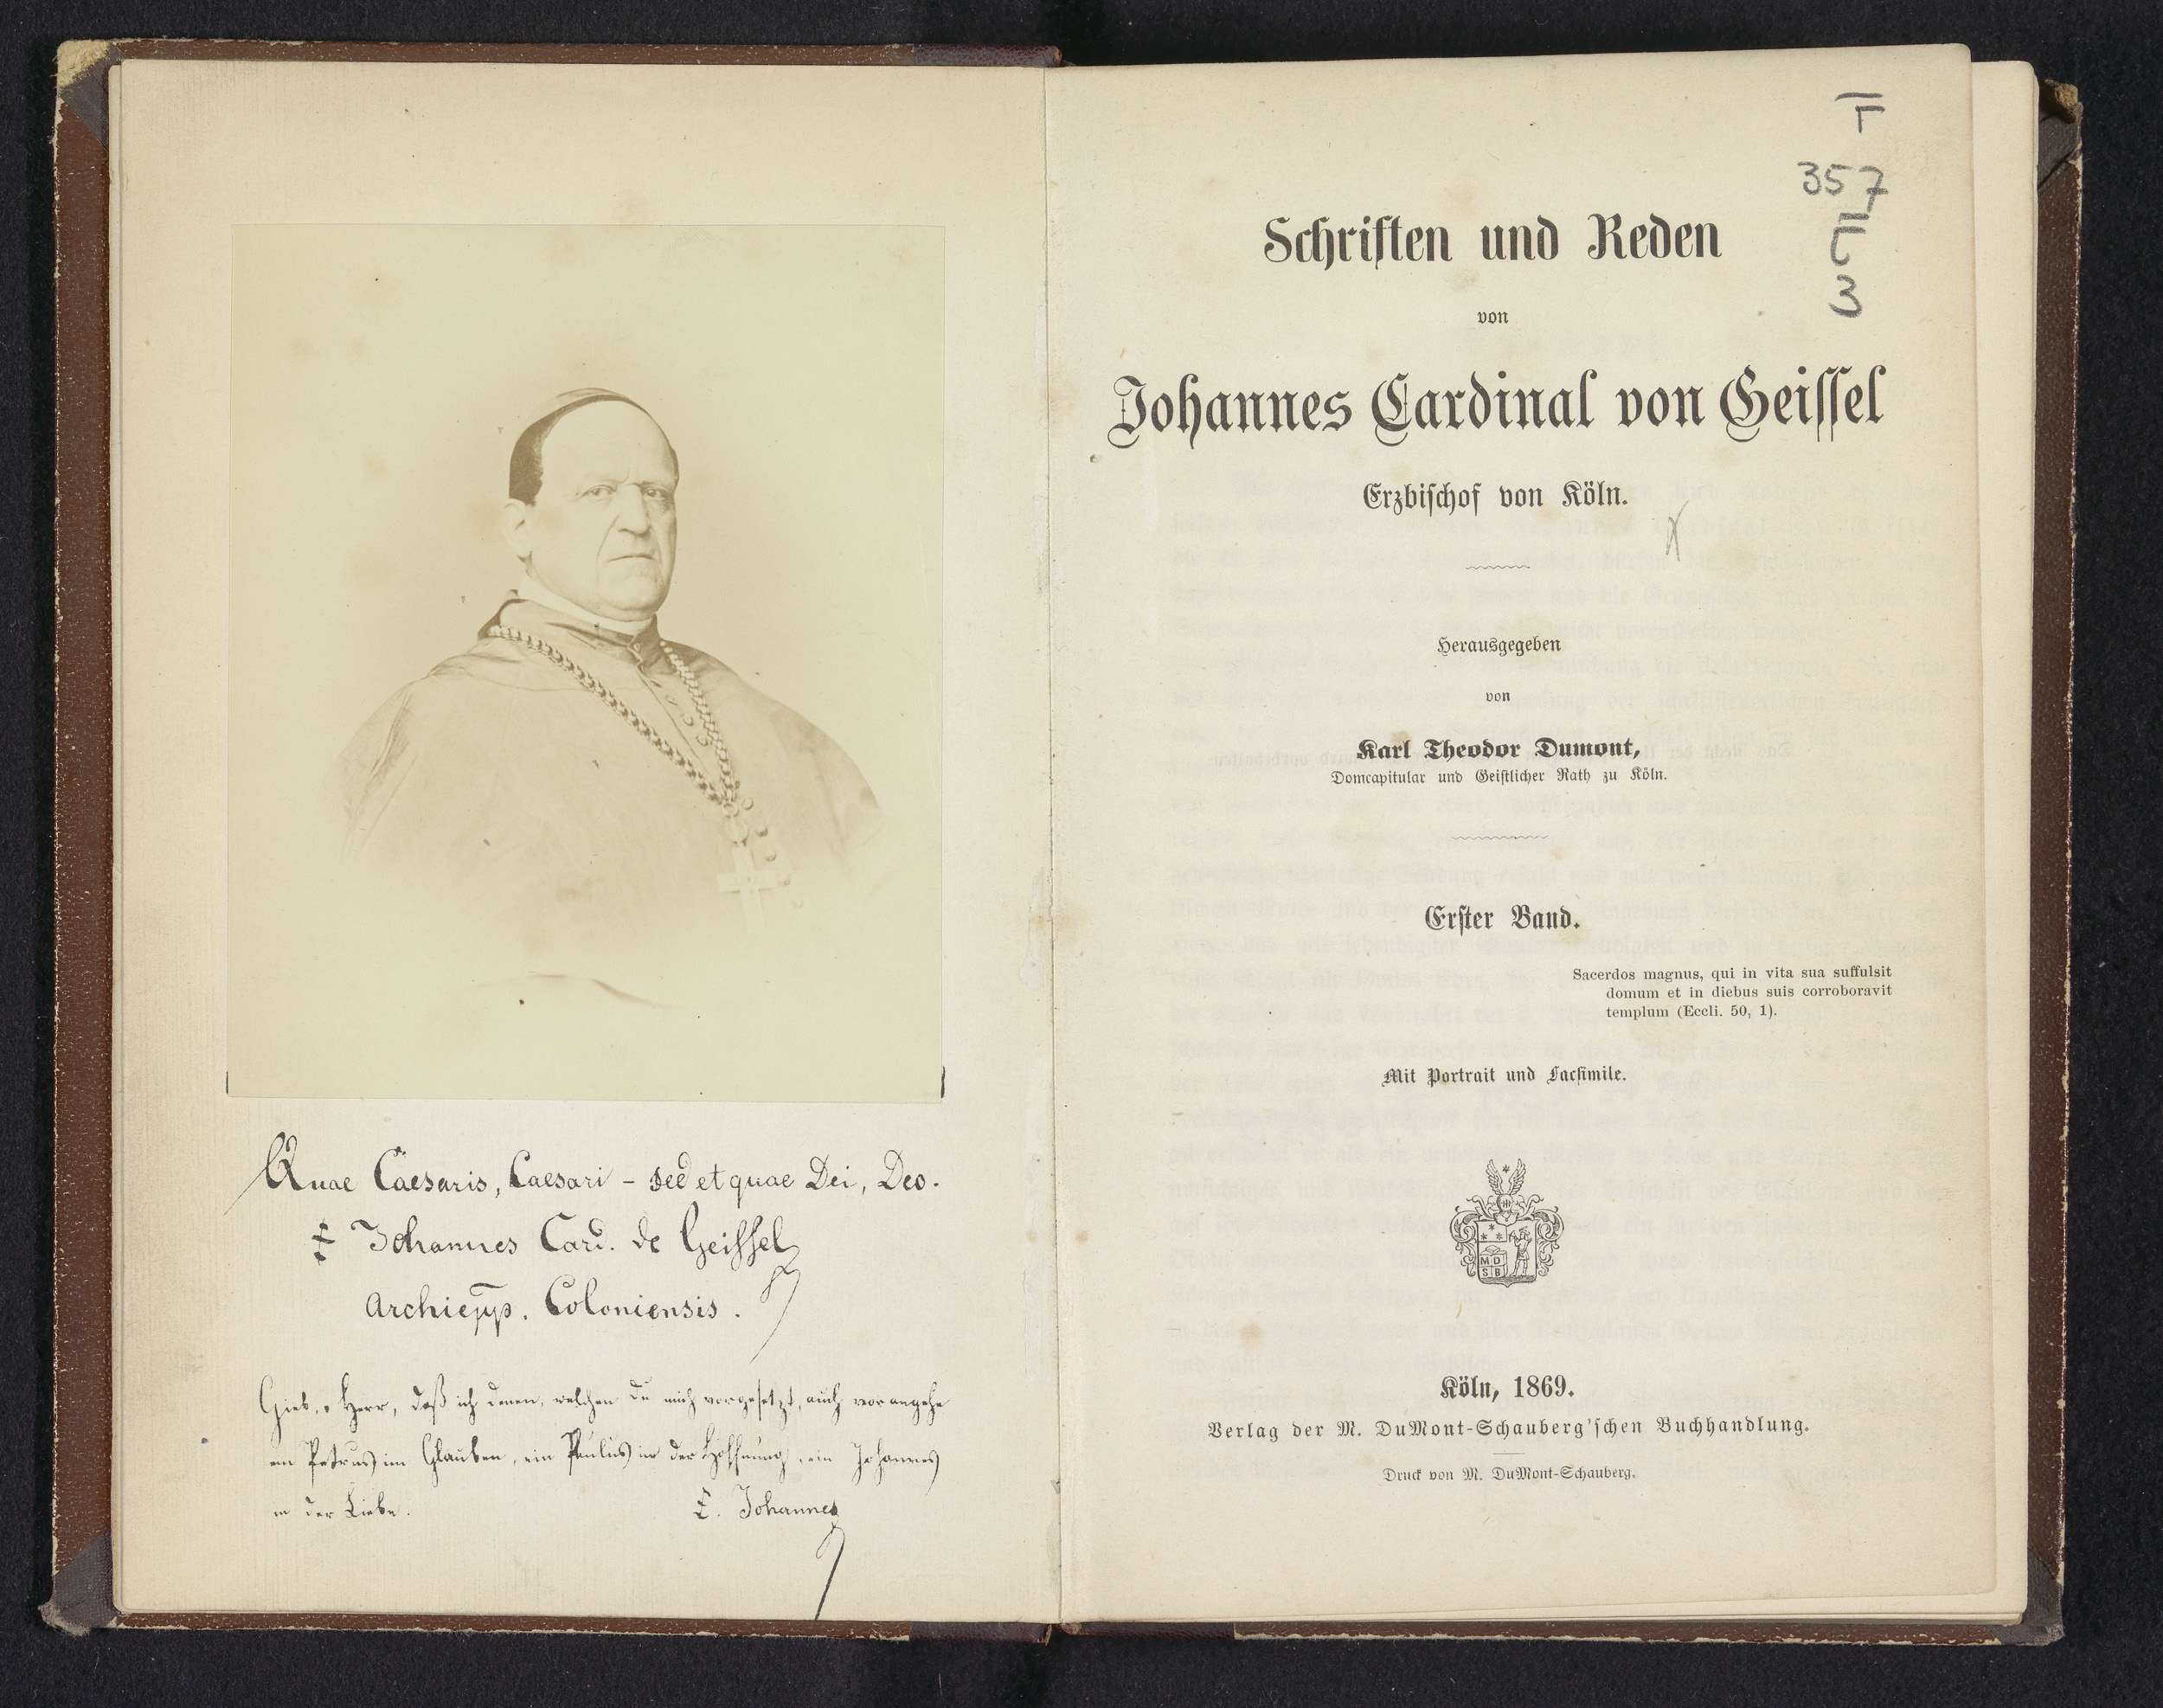 Quae Caesaris, Caesari – sed et quae Dei, Deo.
‡ Johannes Card. de Geissel
Archiepps. Coloniensis.
Gieb, o Herr, daß ich denen, welchen du mich vorgesetzt, auch vorangehe
ein Petrus im Glauben, ein Paulus in der Hoffnung, ein Johannes
in der Liebe.
‡. Johannes
T
357
E
3
Schriften und Reden
von
Johannes Cardinal von Geissel
Erzbischof von Köln.
Herausgegeben
von
Karl Theodor Dumont,
Domcapitular und Geistlicher Rath zu Köln.
Erster Band.
Sacerdos magnus, qui in vita sua suffulsit
domum et in diebus suis corroboravit
templum (Eccli. 50, 1).
Mit Portrait und Facsimile.
MD
SB
Köln, 1869.
Verlag der M. DuMont-Schauberg'schen Buchhandlung.
Druck von M. DuMont-Schauberg.